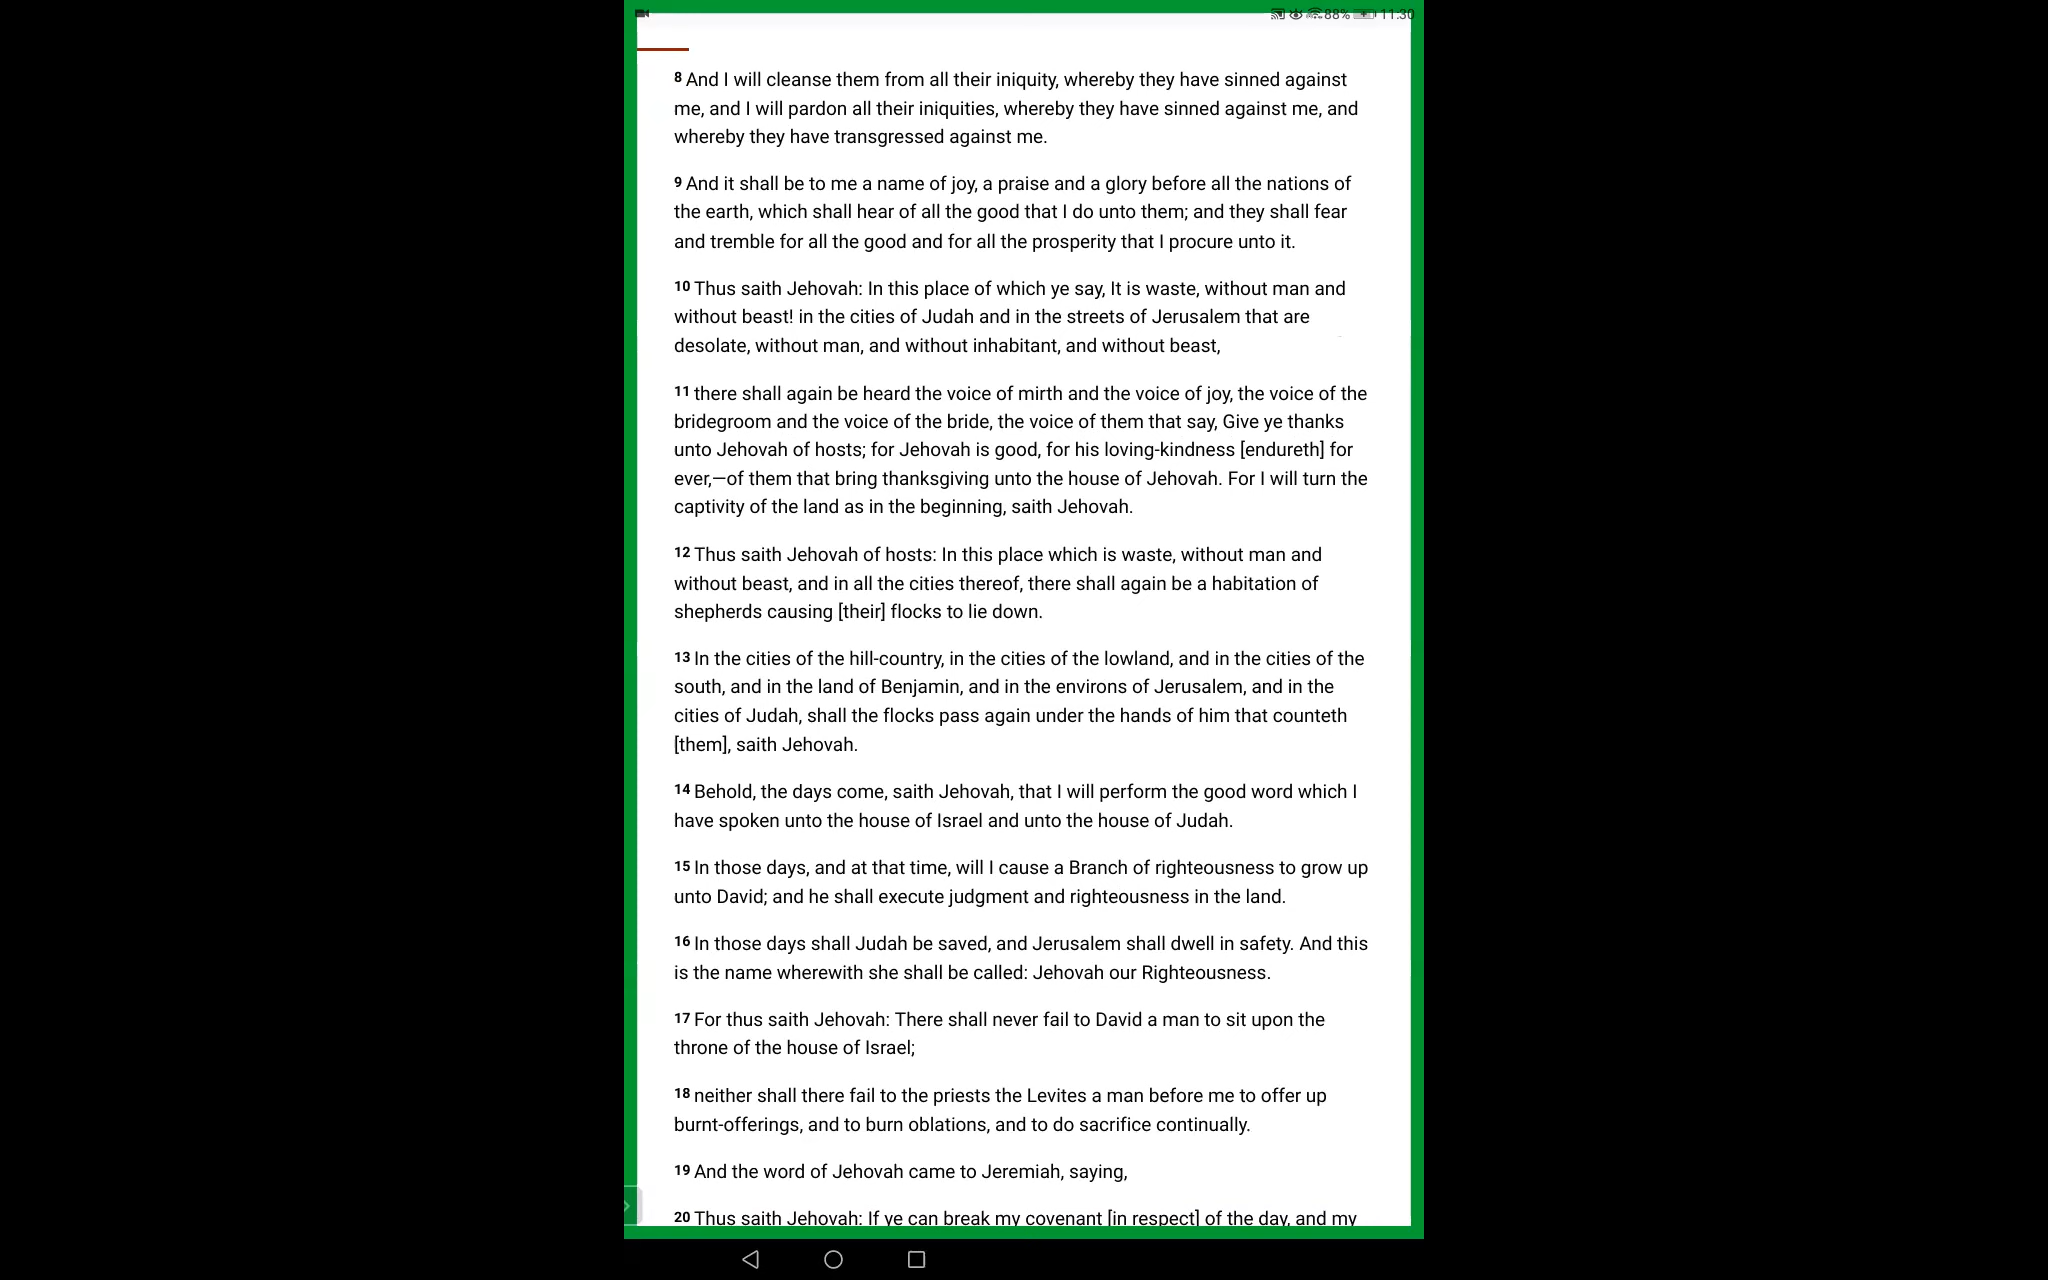 88% 11:30
8 And I will cleanse them from all their iniquity, whereby they have sinned against
me, and I will pardon all their iniquities, whereby they have sinned against me, and
whereby they have transgressed against me.
9 And it shall be to me a name of joy, a praise and a glory before all the nations of
the earth, which shall hear of all the good that I do unto them; and they shall fear
and tremble for all the good and for all the prosperity that I procure unto it.
10 Thus saith Jehovah: In this place of which ye say, It is waste, without man and
without beast! in the cities of Judah and in the streets of Jerusalem that are
desolate, without man, and without inhabitant, and without beast,
11 there shall again be heard the voice of mirth and the voice of joy, the voice of the
bridegroom and the voice of the bride, the voice of them that say, Give ye thanks
unto Jehovah of hosts; for Jehovah is good, for his loving-kindness [endureth] for
ever,—of them that bring thanksgiving unto the house of Jehovah. For I will turn the
captivity of the land as in the beginning, saith Jehovah.
12 Thus saith Jehovah of hosts: In this place which is waste, without man and
without beast, and in all the cities thereof, there shall again be a habitation of
shepherds causing [their] flocks to lie down.
13 In the cities of the hill-country, in the cities of the lowland, and in the cities of the
south, and in the land of Benjamin, and in the environs of Jerusalem, and in the
cities of Judah, shall the flocks pass again under the hands of him that counteth
[them], saith Jehovah.
14 Behold, the days come, saith Jehovah, that I will perform the good word which I
have spoken unto the house of Israel and unto the house of Judah.
15 In those days, and at that time, will I cause a Branch of righteousness to grow up
unto David; and he shall execute judgment and righteousness in the land.
16 In those days shall Judah be saved, and Jerusalem shall dwell in safety. And this
is the name wherewith she shall be called: Jehovah our Righteousness.
17 For thus saith Jehovah: There shall never fail to David a man to sit upon the
throne of the house of Israel;
18 neither shall there fail to the priests the Levites a man before me to offer up
burnt-offerings, and to burn oblations, and to do sacrifice continually.
19 And the word of Jehovah came to Jeremiah, saying,
20 Thus saith Jehovah: If ye can break my covenant [in respect] of the day, and my